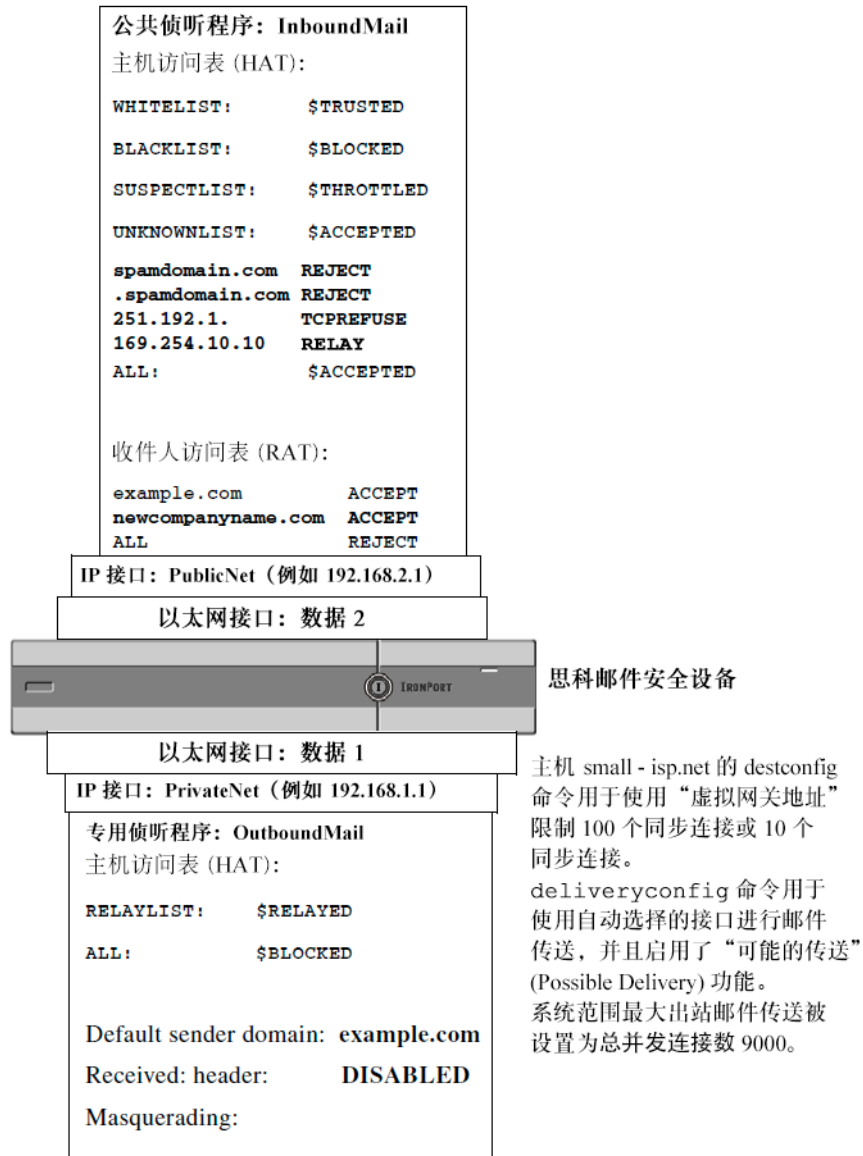 公共侦听程序：InboundMail
主机访问表 (HAT)：
WHITELIST: $TRUSTED
BLACKLIST: $BLOCKED
SUSPECTLIST: $THROTTLED
UNKNOWNLIST: $ACCEPTED
spamdomain.com REJECT
.spamdomain.com REJECT
251.192.1. TCPREFUSE
169.254.10.10 RELAY
ALL: $ACCEPTED
收件人访问表 (RAT)：
example.com ACCEPT
newcompanyname.com ACCEPT
ALL REJECT
IP 接口：PublicNet（例如 192.168.2.1）
以太网接口：数据 2
IRONPORT
思科邮件安全设备
以太网接口：数据 1
IP 接口：PrivateNet（例如 192.168.1.1）
专用侦听程序：OutboundMail
主机访问表 (HAT)：
RELAYLIST: $RELAYED
ALL: $BLOCKED
Default sender domain: example.com
Received: header: DISABLED
Masquerading:
主机 small - isp.net 的 destconfig
命令用于使用“虚拟网关地址”
限制 100 个同步连接或 10 个
同步连接。
deliveryconfig 命令用于
使用自动选择的接口进行邮件
传送，并且启用了“可能的传送”
(Possible Delivery) 功能。
系统范围最大出站邮件传送被
设置为总并发连接数 9000。